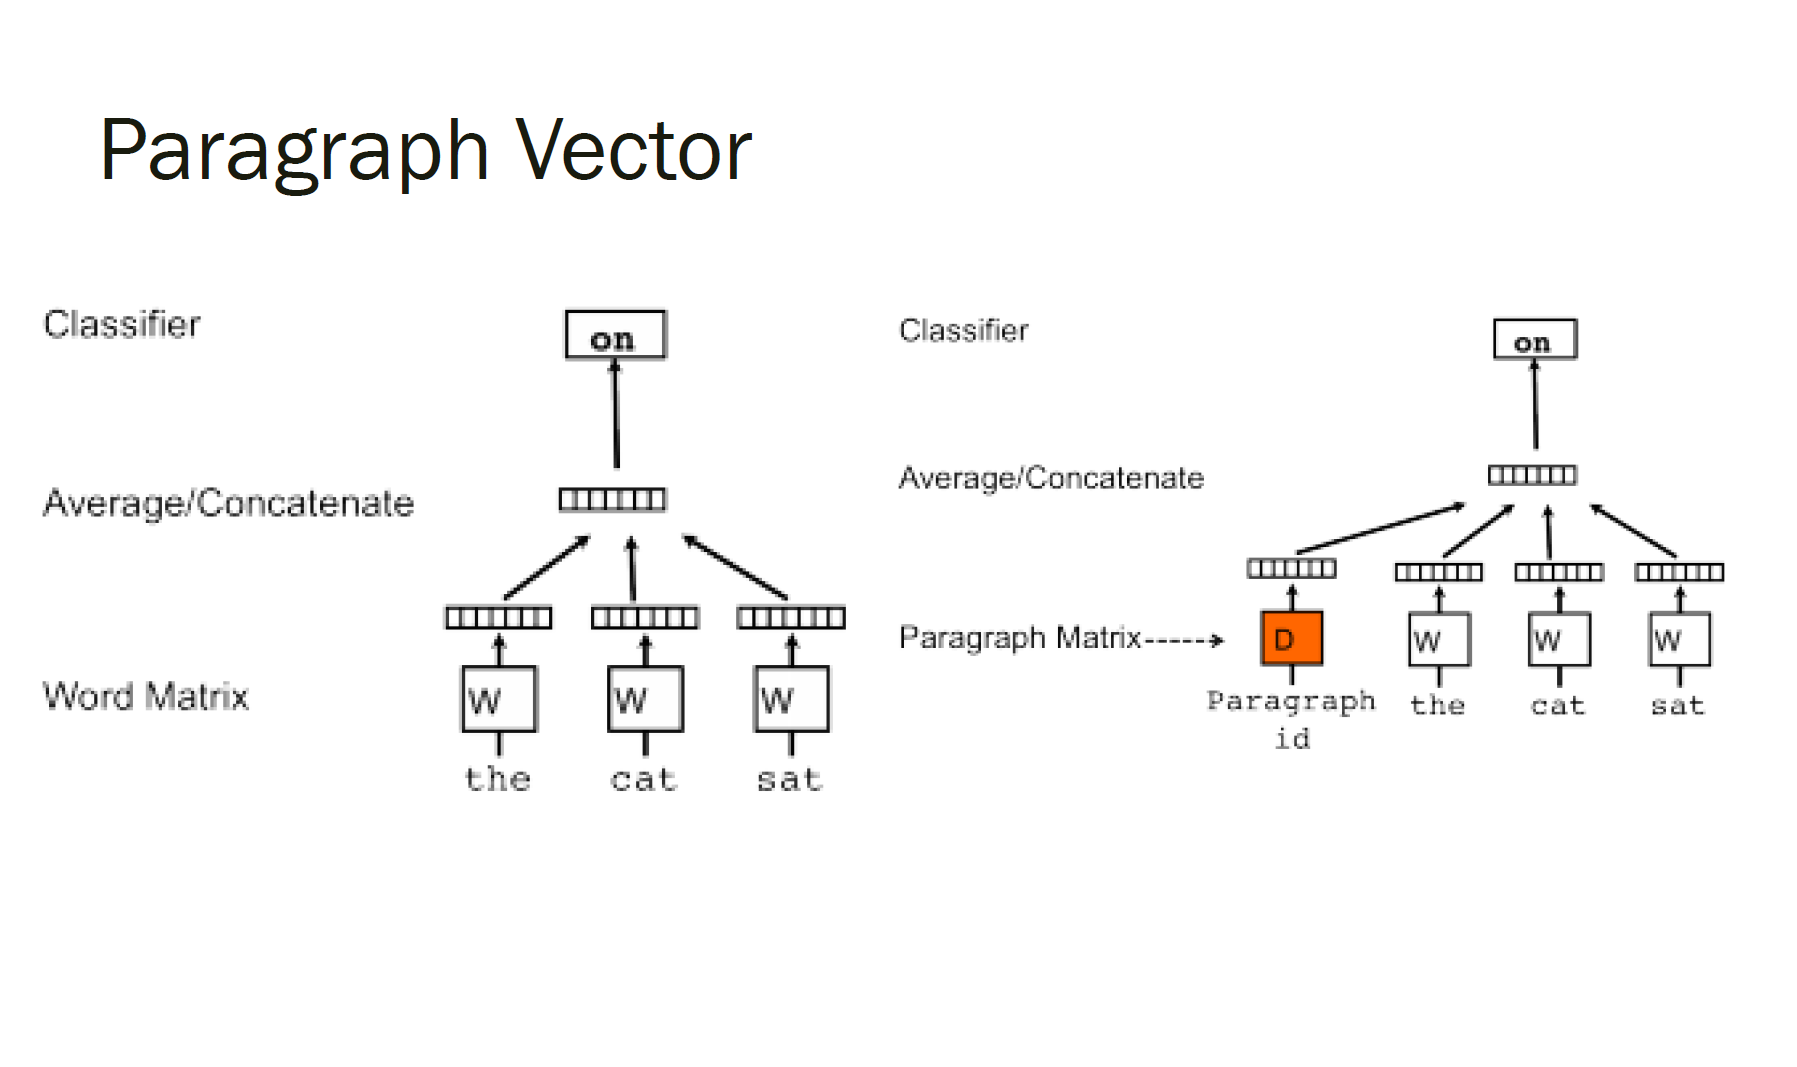 Paragraph Vector
Classifier
on
Average/Concatenate
Word Matrix
W W W
the cat sat
Classifier
on
Average/Concatenate
Paragraph Matrix----->
D W W W
Paragraph the cat sat
id